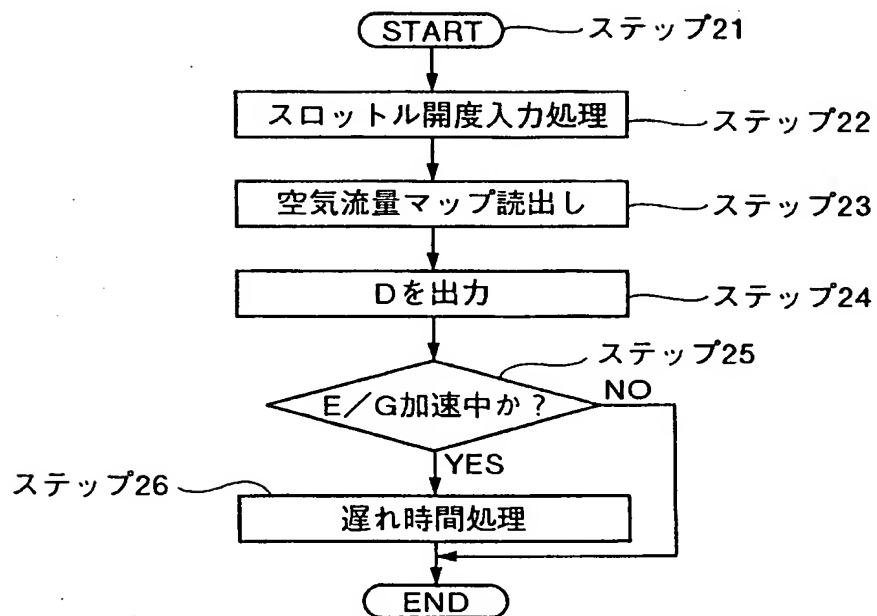 START
ステップ21
スロットル開度入力処理
ステップ22
空気流量マップ読出し
ステップ23
Dを出力
ステップ24
ステップ25
E/G加速中か?
NO
YES
ステップ26
遅れ時間処理
END